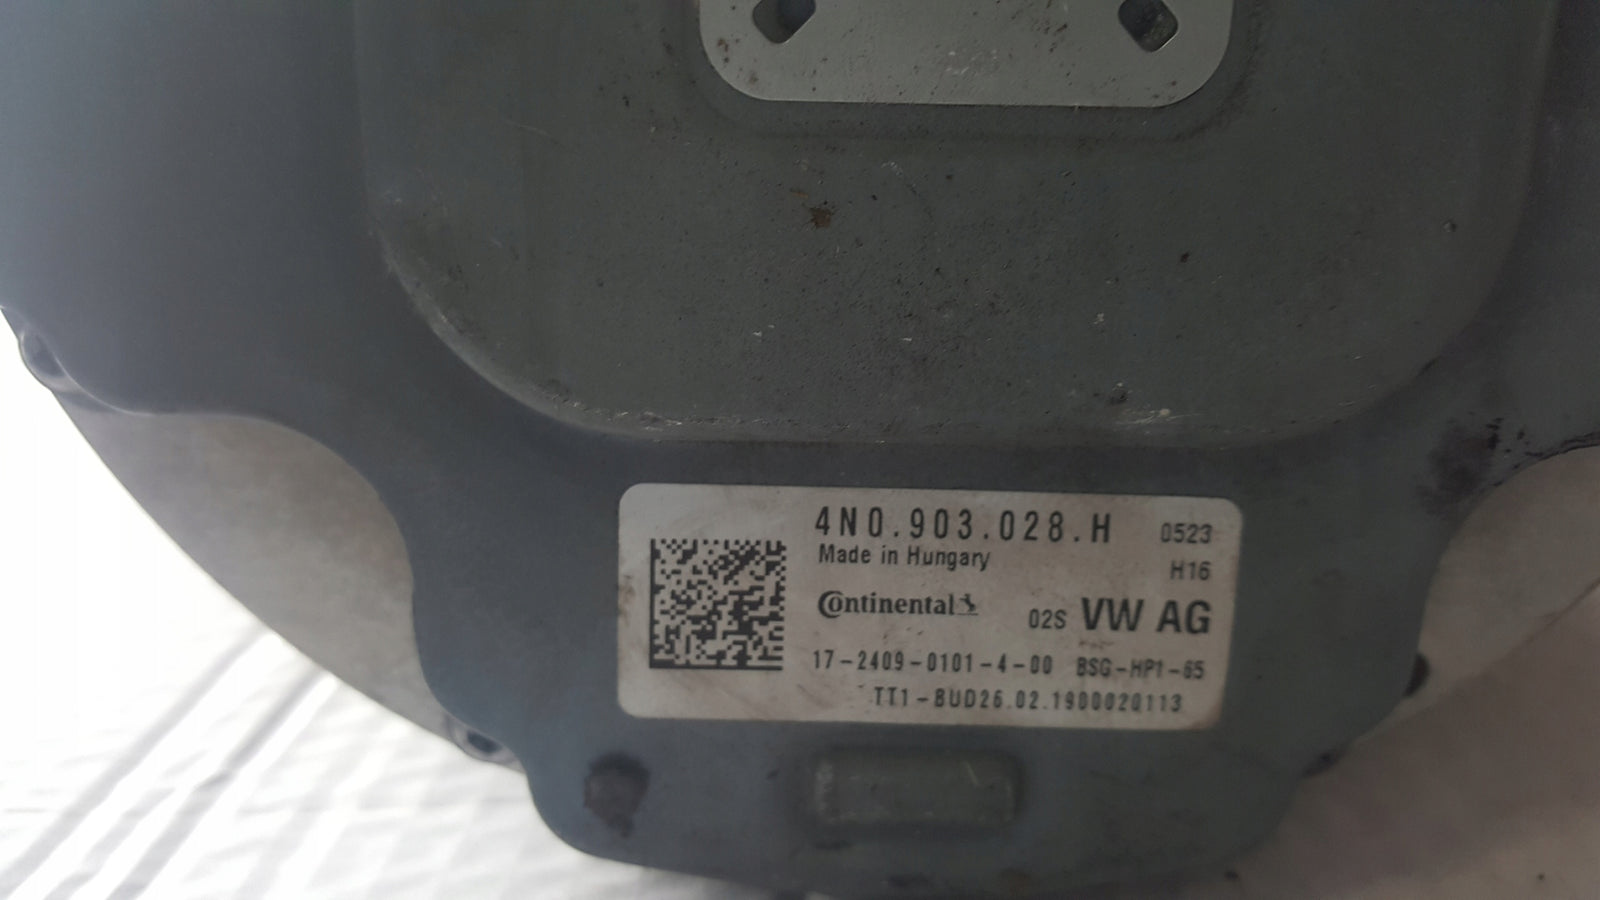 4N0.903.028.H 0523
Made in Hungary H16
Continental 02S VW AG
17-2409-0101-4-00 BSG-HP1-65
TT1-BUD26.02.1900020113